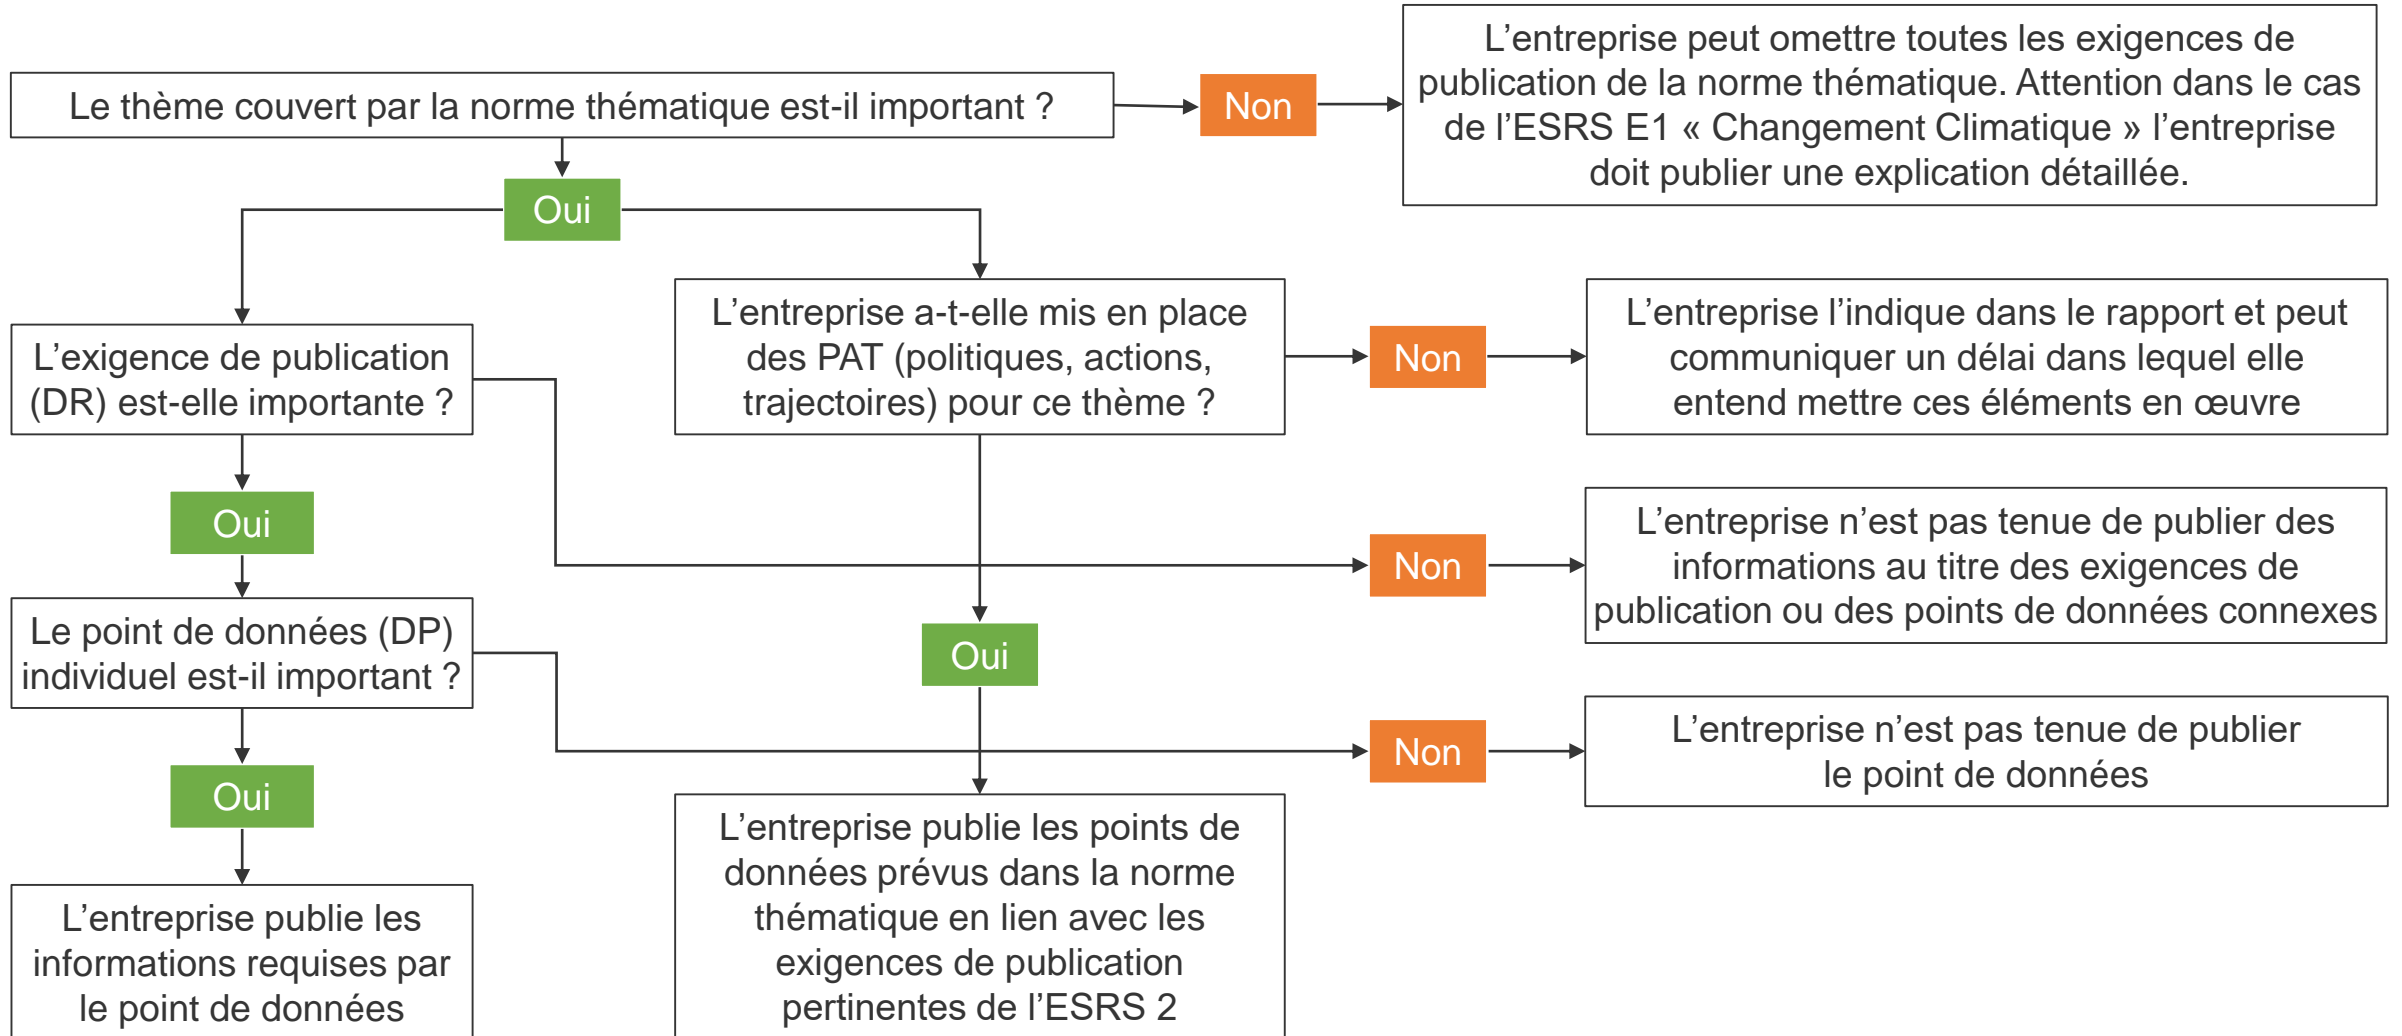 Le thème couvert par la norme thématique est-il important ?
Non
L’entreprise peut omettre toutes les exigences de
publication de la norme thématique. Attention dans le cas
de l’ESRS E1 « Changement Climatique » l’entreprise
doit publier une explication détaillée.
Oui
L’exigence de publication
(DR) est-elle importante ?
L’entreprise a-t-elle mis en place
des PAT (politiques, actions,
trajectoires) pour ce thème ?
Non
L’entreprise l’indique dans le rapport et peut
communiquer un délai dans lequel elle
entend mettre ces éléments en œuvre
Oui
Non
L’entreprise n’est pas tenue de publier des
informations au titre des exigences de
publication ou des points de données connexes
Le point de données (DP)
individuel est-il important ?
Oui
Non
L’entreprise n’est pas tenue de publier
le point de données
Oui
L’entreprise publie les
informations requises par
le point de données
L’entreprise publie les points de
données prévus dans la norme
thématique en lien avec les
exigences de publication
pertinentes de l’ESRS 2